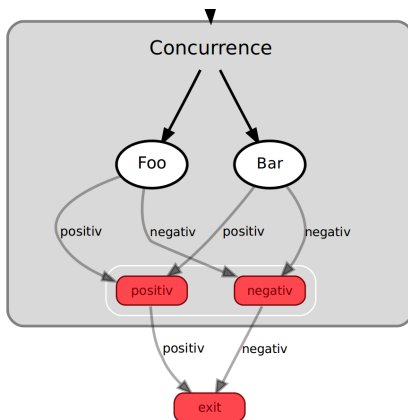 Concurrence
Foo
Bar
positiv
negativ
positiv
negativ
positiv
negativ
positiv
negativ
exit